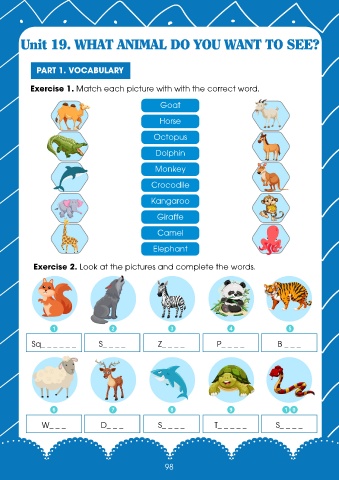 Unit 19. WHAT ANIMAL DO YOU WANT TO SEE?
PART 1. VOCABULARY
Exercise 1. Match each picture with with the correct word.
Goat
Horse
Octopus
Dolphin
Monkey
Crocodile
Kangaroo
Giraffe
Camel
Elephant
Exercise 2. Look at the pictures and complete the words.
1 2 3 4 5
Sq_ _ _ _ _ _ S_ _ _ _ Z_ _ _ _ P_ _ _ _ B _ _ _
6 7 8 9 10
W_ _ _ D_ _ _ S_ _ _ _ T_ _ _ _ _ S_ _ _ _
98